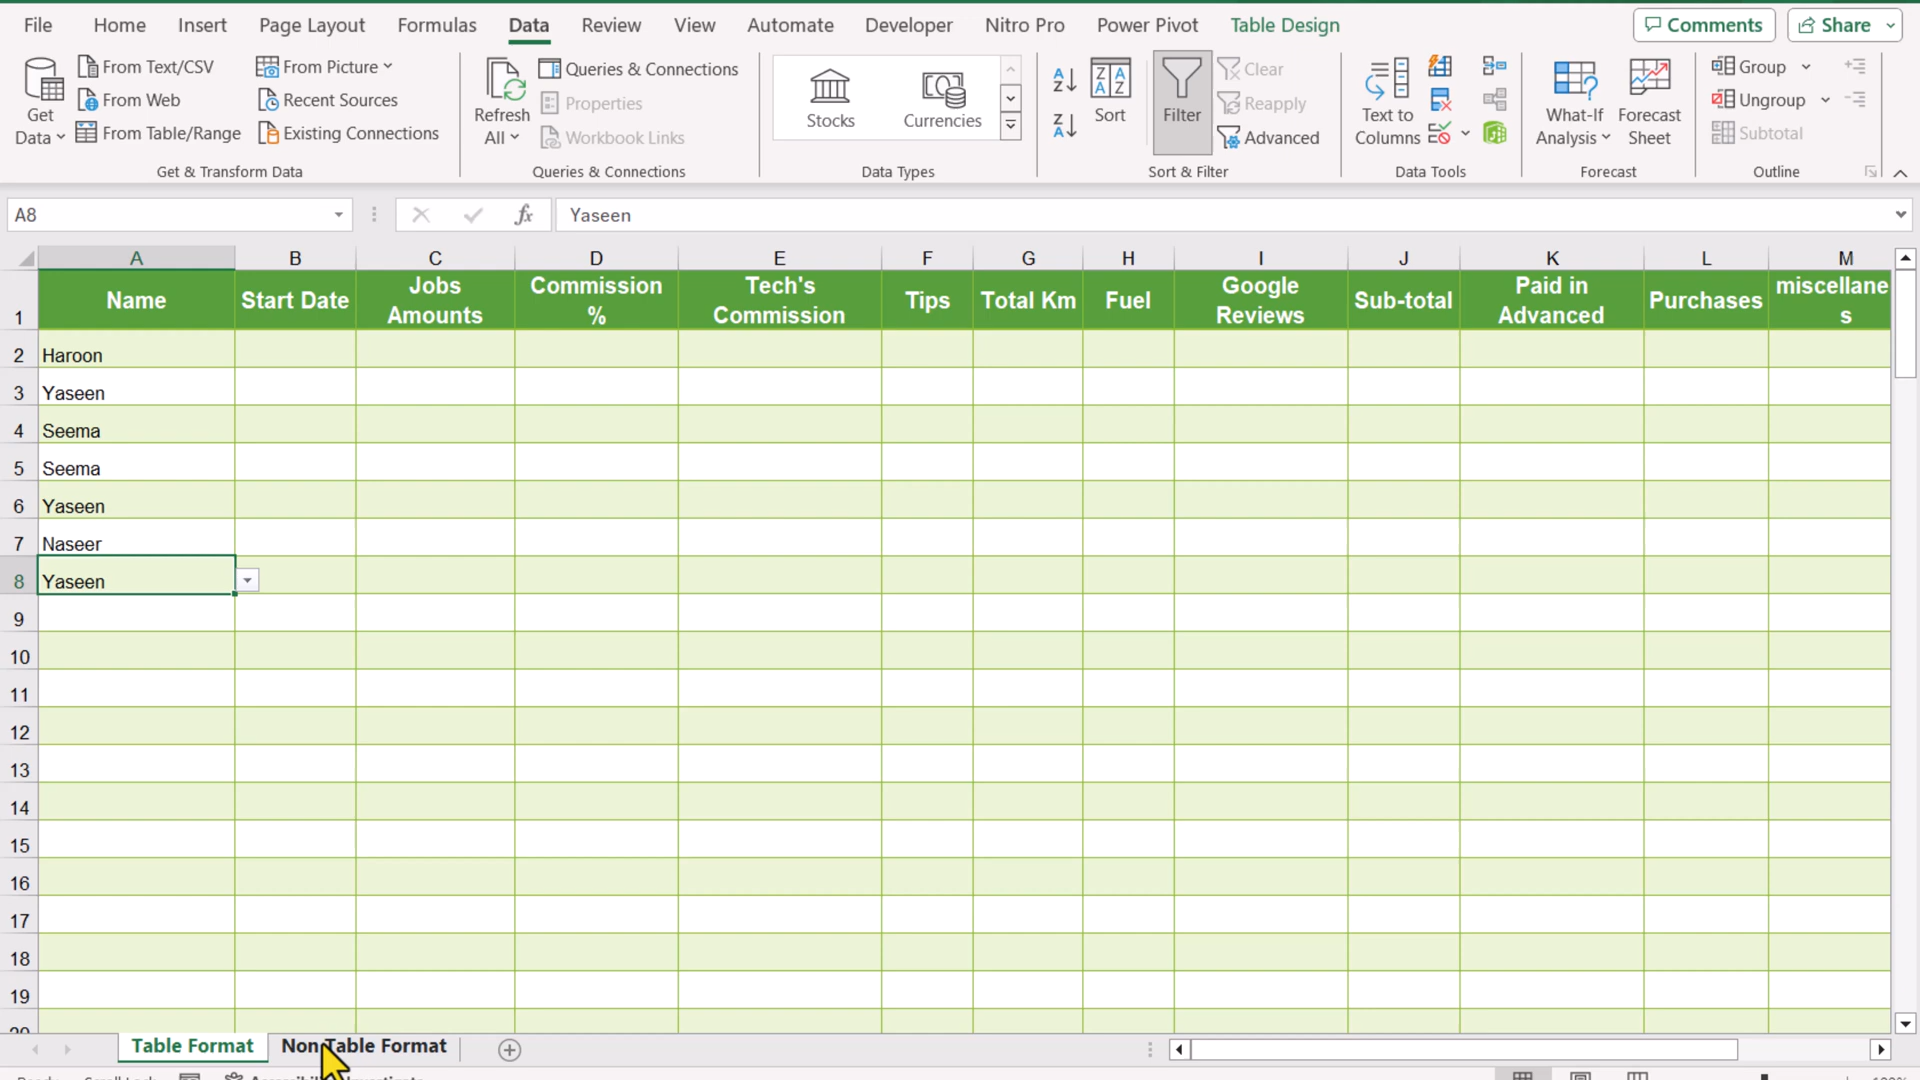 File Home Insert Page Layout Formulas Data Review View Automate Developer Nitro Pro Power Pivot Table Design Comments Share
Get Data
From Text/CSV
From Web
From Table/Range
From Picture
Recent Sources
Existing Connections
Get & Transform Data
Refresh All
Queries & Connections
Properties
Workbook Links
Queries & Connections
Stocks
Currencies
Data Types
Sort
Filter
Clear
Reapply
Advanced
Sort & Filter
Text to Columns
Data Tools
What-If Analysis
Forecast Sheet
Forecast
Group
Ungroup
Subtotal
Outline
A8 fx Yaseen
A B C D E F G H I J K L M
1 Name Start Date Jobs Amounts Commission % Tech's Commission Tips Total Km Fuel Google Reviews Sub-total Paid in Advanced Purchases miscellane s
2 Haroon
3 Yaseen
4 Seema
5 Seema
6 Yaseen
7 Naseer
8 Yaseen
9
10
11
12
13
14
15
16
17
18
19
20
Table Format Non Table Format